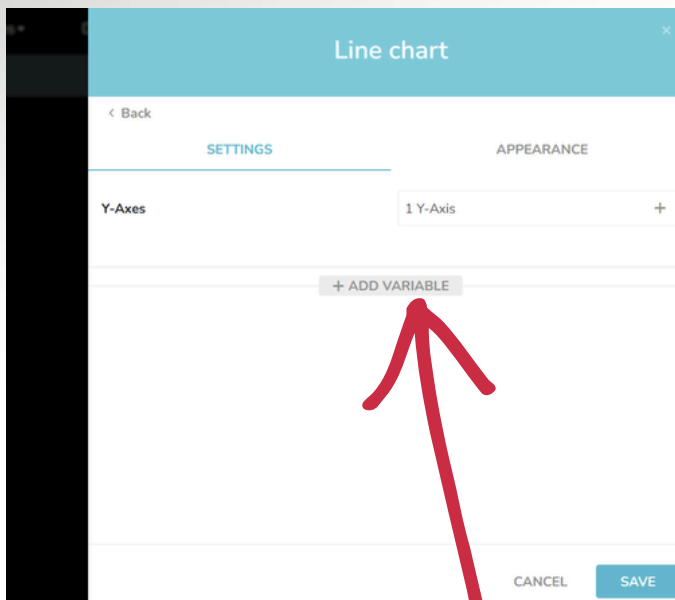 Line chart
×
< Back
SETTINGS
APPEARANCE
Y-Axes
1 Y-Axis +
+ ADD VARIABLE
CANCEL
SAVE